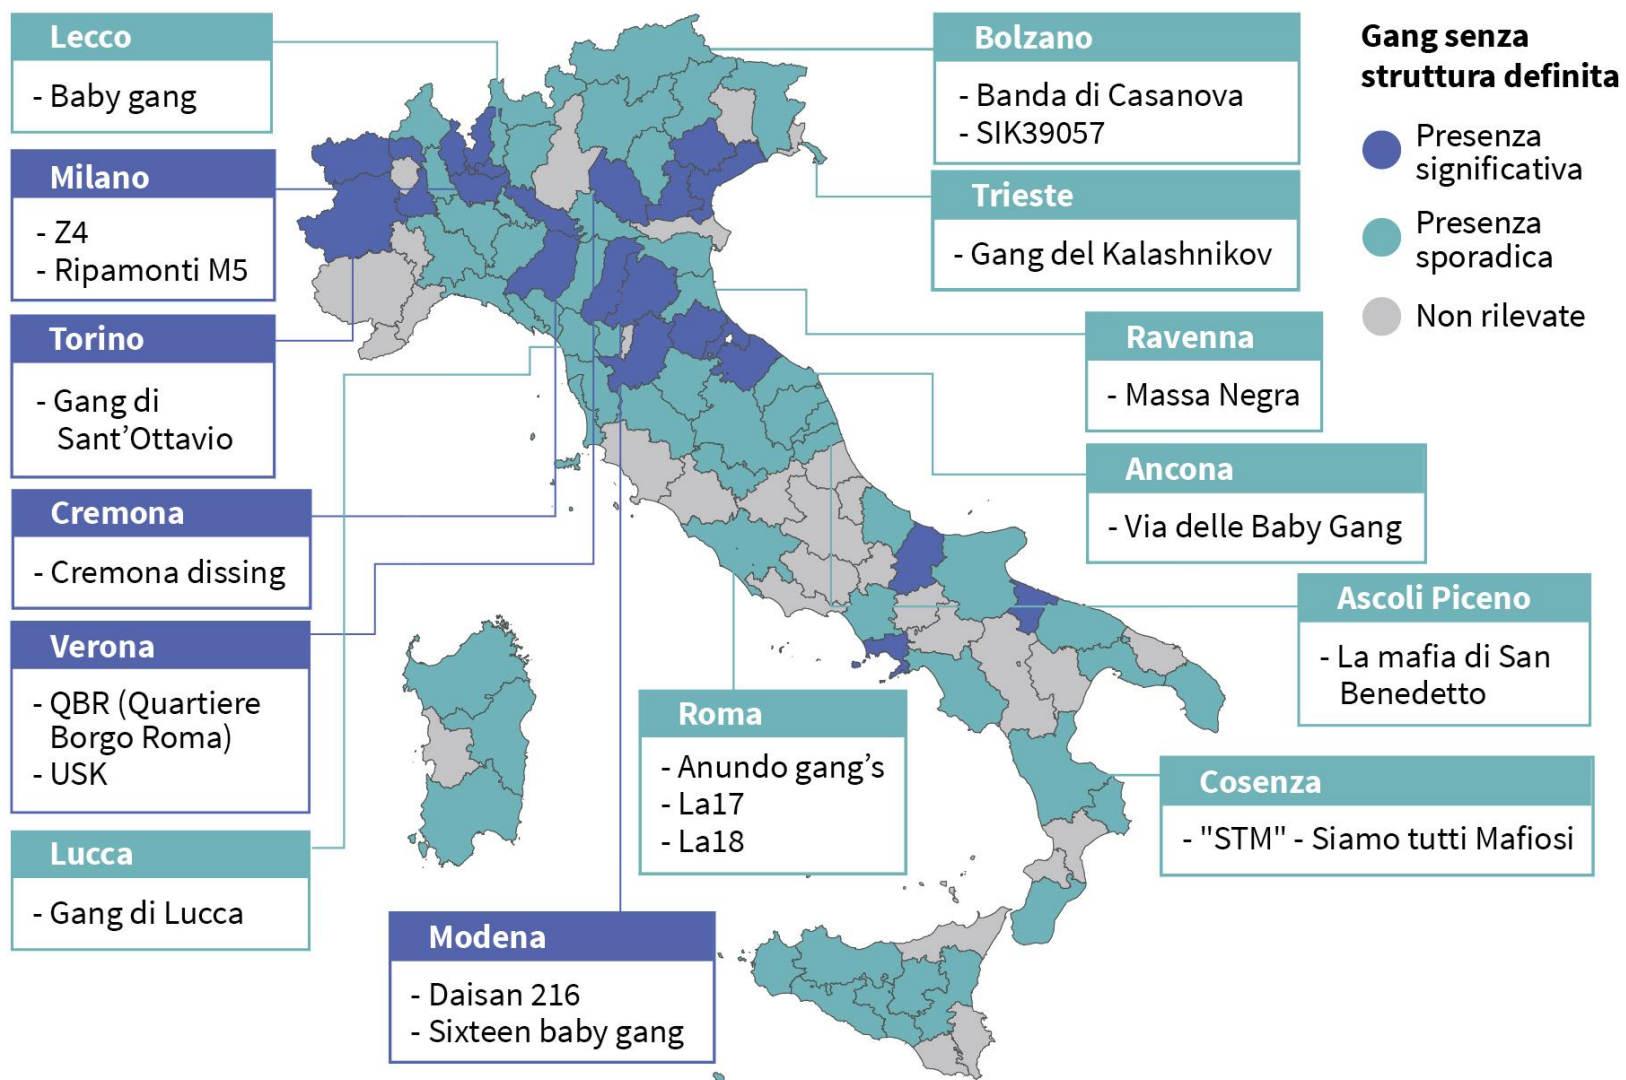 Lecco
- Baby gang
Milano
- Z4
- Ripamonti M5
Torino
- Gang di
Sant’Ottavio
Cremona
- Cremona dissing
Verona
- QBR (Quartiere
Borgo Roma)
- USK
Lucca
- Gang di Lucca
Modena
- Daisan 216
- Sixteen baby gang
Roma
- Anundo gang’s
- La17
- La18
Bolzano
- Banda di Casanova
- SIK39057
Trieste
- Gang del Kalashnikov
Ravenna
- Massa Negra
Ancona
- Via delle Baby Gang
Ascoli Piceno
- La mafia di San
Benedetto
Cosenza
- "STM" - Siamo tutti Mafiosi
Gang senza
struttura definita
Presenza
significativa
Presenza
sporadica
Non rilevate